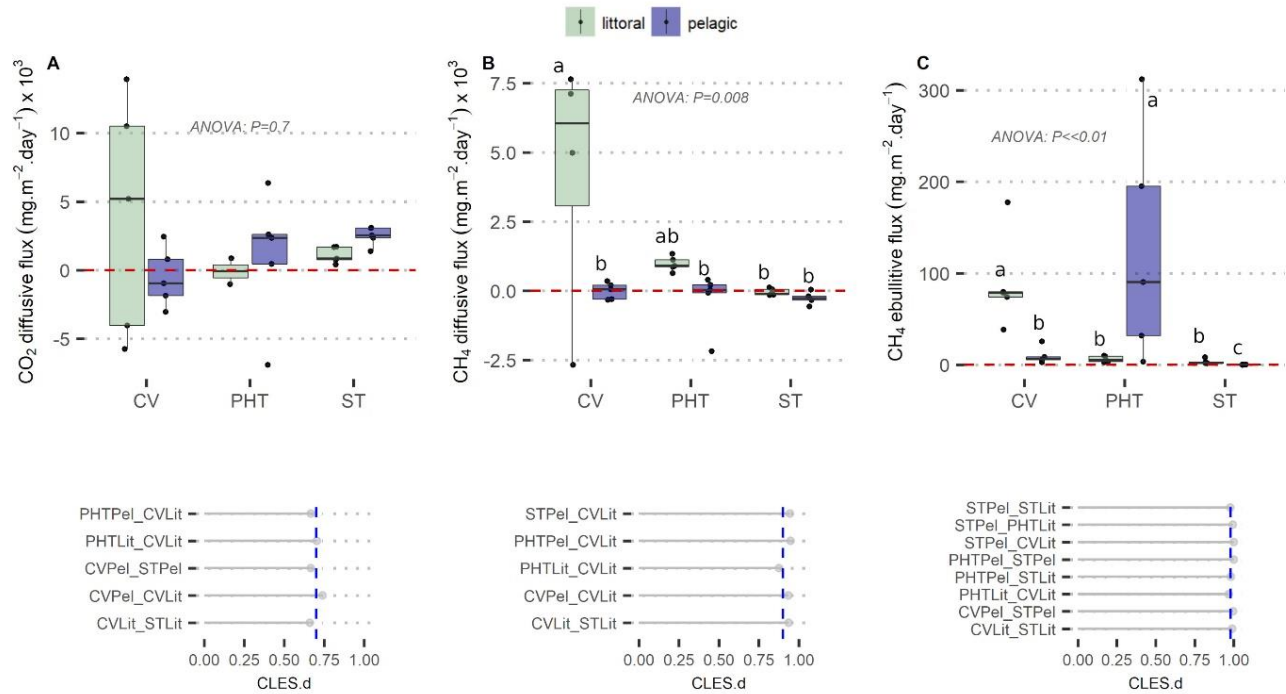 littoral pelagic
A
CO₂ diffusive flux (mg.m⁻².day⁻¹) x 10³
ANOVA: P=0.7
10
5
0
-5
CV PHT ST
B
CH₄ diffusive flux (mg.m⁻².day⁻¹) x 10³
ANOVA: P=0.008
7.5
5.0
2.5
0.0
-2.5
a
b
ab
b
b
b
CV PHT ST
C
CH₄ ebullitive flux (mg.m⁻².day⁻¹)
ANOVA: P<<0.01
300
200
100
0
a
b
b
a
b
c
CV PHT ST
PHTPel_CVLit
PHTLit_CVLit
CVPel_STPel
CVPel_CVLit
CVLit_STLit
0.00 0.25 0.50 0.75 1.00
CLES.d
STPel_CVLit
PHTPel_CVLit
PHTLit_CVLit
CVPel_CVLit
CVLit_STLit
0.00 0.25 0.50 0.75 1.00
CLES.d
STPel_STLit
STPel_PHTLit
STPel_CVLit
PHTPel_STPel
PHTPel_STLit
PHTLit_CVLit
CVPel_STPel
CVLit_STLit
0.00 0.25 0.50 0.75 1.00
CLES.d